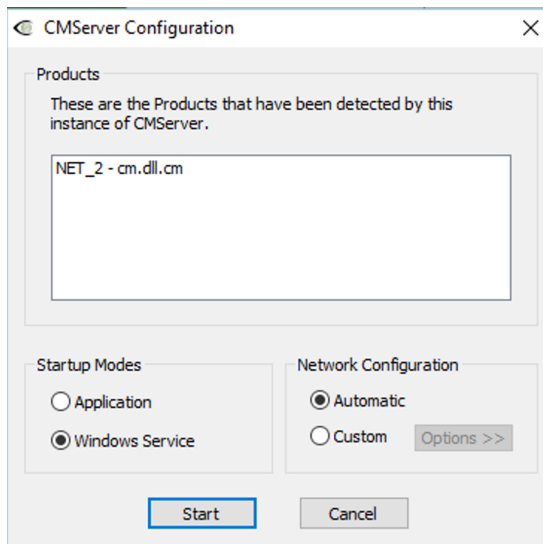 CMServer Configuration
Products
These are the Products that have been detected by this
instance of CMServer.
NET_2 - cm.dll.cm
Startup Modes
Application
Windows Service
Network Configuration
Automatic
Custom
Options >>
Start
Cancel